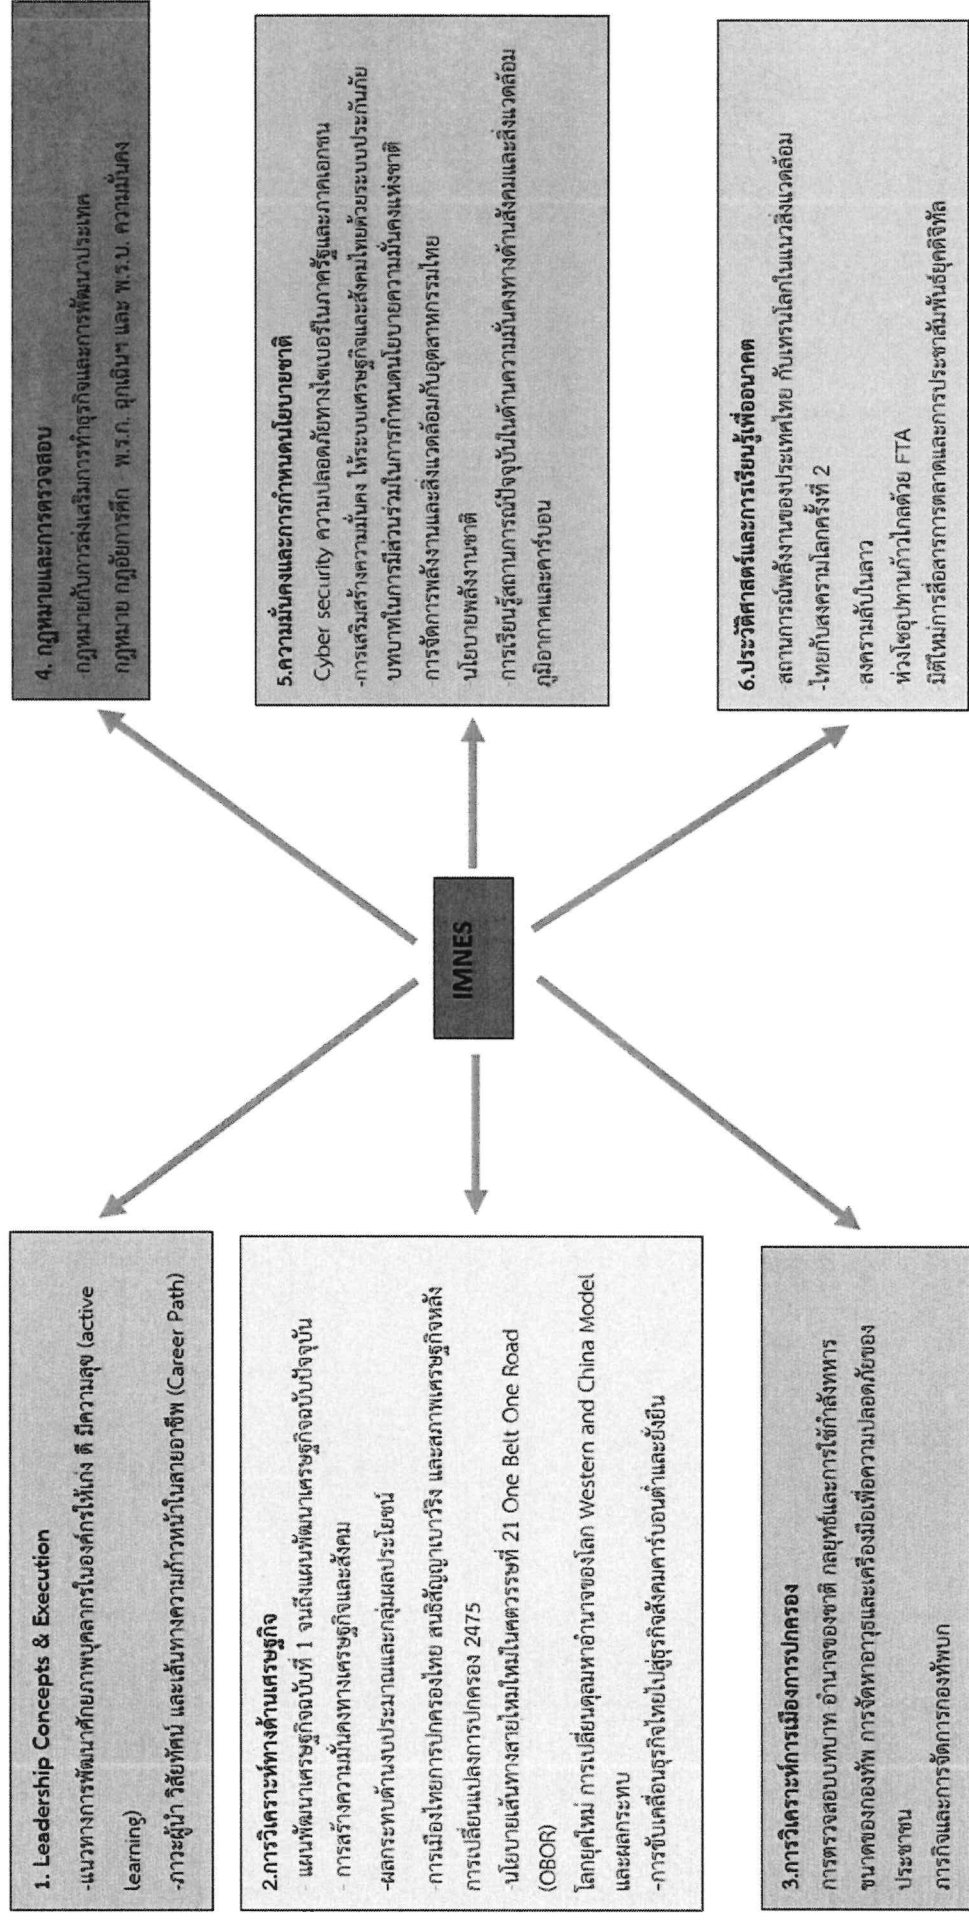 1. Leadership Concepts & Execution
-แนวทางการพัฒนาศักยภาพบุคลากรในองค์กรให้เก่ง ดี มีความสุข (active
learning)
-ภาวะผู้นำ วิสัยทัศน์ และเส้นทางความก้าวหน้าในสายอาชีพ (Career Path)
2.การวิเคราะห์ทางด้านเศรษฐกิจ
- แผนพัฒนาเศรษฐกิจฉบับที่ 1 จนถึงแผนพัฒนาเศรษฐกิจฉบับปัจจุบัน
- การสร้างความมั่นคงทางเศรษฐกิจและสังคม
-ผลกระทบด้านงบประมาณและกลุ่มผลประโยชน์
-การเมืองไทยการปกครองไทย สนธิสัญญาเบาว์ริง และสภาพเศรษฐกิจหลัง
การเปลี่ยนแปลงการปกครอง 2475
-นโยบายเส้นทางสายไหมใหม่ในศตวรรษที่ 21 One Belt One Road
(OBOR)
โลกยุคใหม่ การเปลี่ยนดุลมหาอำนาจของโลก Western and China Model
และผลกระทบ
-การขับเคลื่อนธุรกิจไทยไปสู่ธุรกิจสังคมคาร์บอนต่ำและยั่งยืน
3.การวิเคราะห์การเมืองการปกครอง
การตรวจสอบบทบาท อำนาจของชาติ กลยุทธ์และการใช้กำลังทหาร
ขนาดของกองทัพ การจัดหาอาวุธและเครื่องมือเพื่อความปลอดภัยของ
ประชาชน
ภารกิจและการจัดการกองทัพบก
IMNES
4. กฎหมายและการตรวจสอบ
-กฎหมายกับการส่งเสริมการทำธุรกิจและการพัฒนาประเทศ
กฎหมาย กฎอัยการศึก พ.ร.ก. ฉุกเฉินฯ และ พ.ร.บ. ความมั่นคง
5.ความมั่นคงและการกำหนดนโยบายชาติ
-Cyber security ความปลอดภัยทางไซเบอร์ในภาครัฐและภาคเอกชน
-การเสริมสร้างความมั่นคง ให้ระบบเศรษฐกิจและสังคมไทยด้วยระบบประกันภัย
-บทบาทในการมีส่วนร่วมในการกำหนดนโยบายความมั่นคงแห่งชาติ
-การจัดการพลังงานและสิ่งแวดล้อมกับอุตสาหกรรมไทย
-นโยบายพลังงานชาติ
-การเรียนรู้สถานการณ์ปัจจุบันในด้านความมั่นคงทางด้านสังคมและสิ่งแวดล้อม
ภูมิอากาศและคาร์บอน
6.ประวัติศาสตร์และการเรียนรู้เพื่ออนาคต
-สถานการณ์พลังงานของประเทศไทย กับเทรนโลกในแนวสิ่งแวดล้อม
-ไทยกับสงครามโลกครั้งที่ 2
-สงครามลับในลาว
ห่วงโซ่อุปทานก้าวไกลด้วย FTA
มิติใหม่การสื่อสารการตลาดและการประชาสัมพันธ์ยุคดิจิทัล